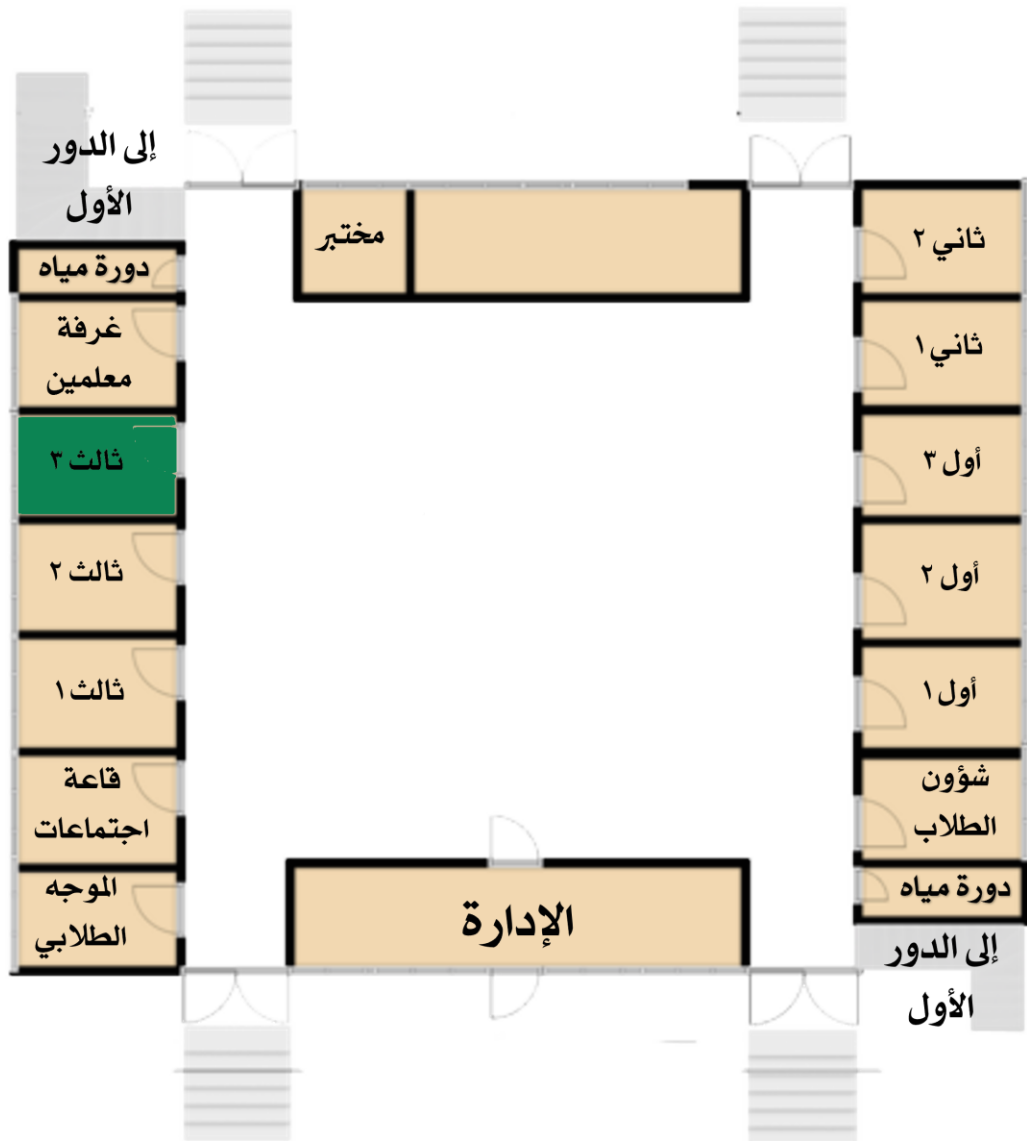 إلى الدور
الأول
دورة مياه
غرفة
معلمين
ثالث ٣
ثالث ٢
ثالث ١
قاعة
اجتماعات
الموجه
الطلابي
مختبر
الإدارة
ثاني ٢
ثاني ١
أول ٣
أول ٢
أول ١
شؤون
الطلاب
دورة مياه
إلى الدور
الأول